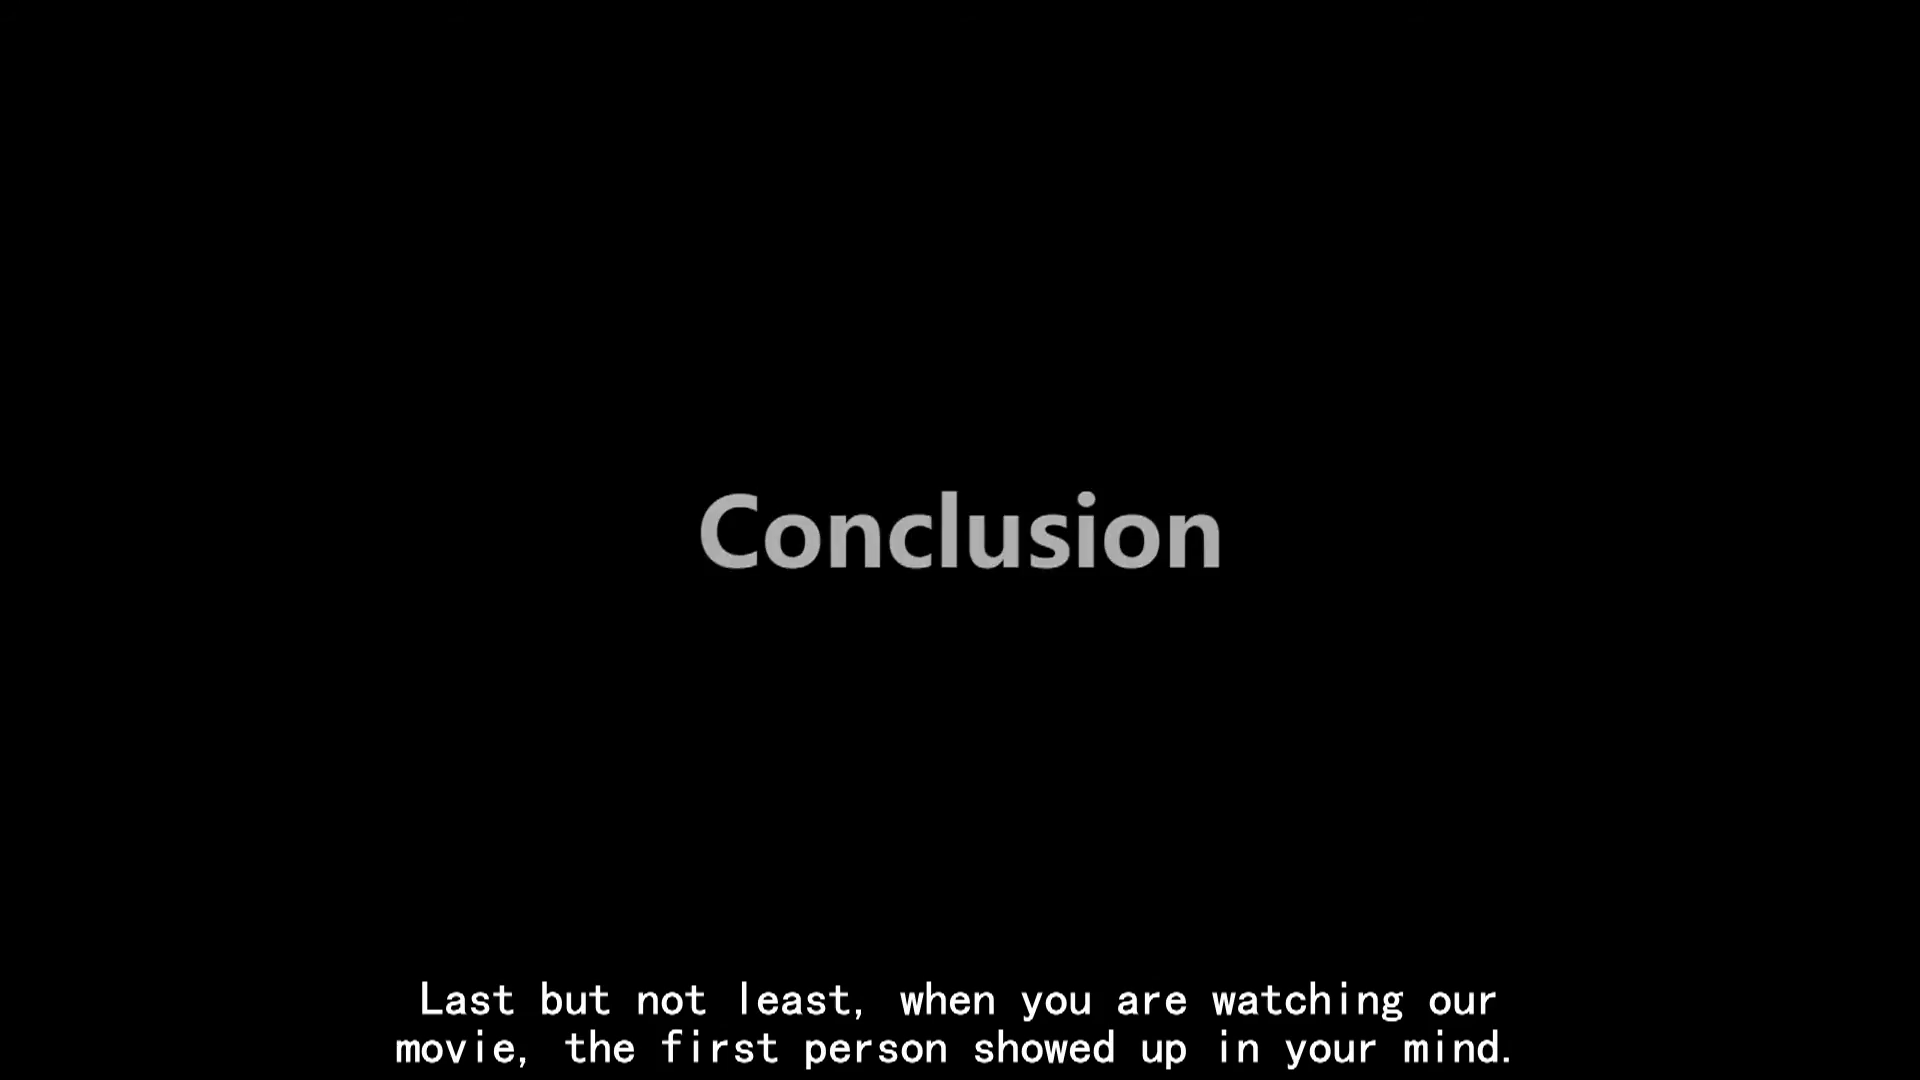 Conclusion
Last but not least, when you are watching our
movie, the first person showed up in your mind.